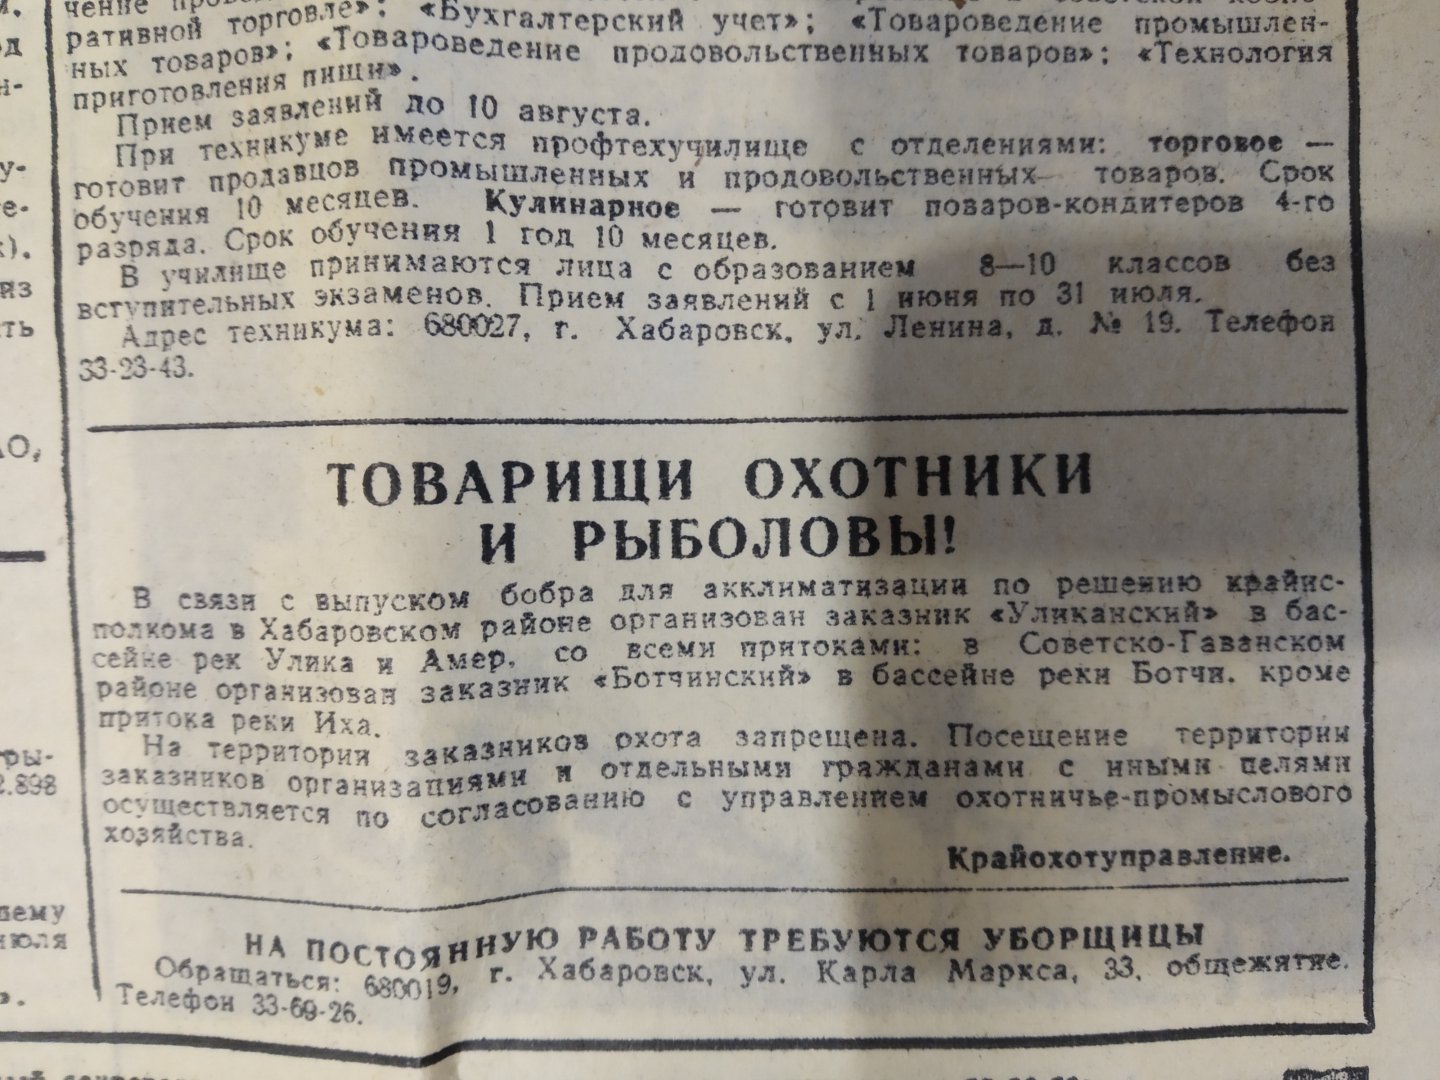 ративной торговле»; «Бухгалтерский учет»; «Товароведение промышлен-
ных товаров»; «Товароведение продовольственных товаров»; «Технология
приготовления пищи».
Прием заявлений до 10 августа.
При техникуме имеется профтехучилище с отделениями: торговое —
готовит продавцов промышленных и продовольственных товаров. Срок
обучения 10 месяцев. Кулинарное — готовит поваров-кондитеров 4-го
разряда. Срок обучения 1 год 10 месяцев.
В училище принимаются лица с образованием 8—10 классов без
вступительных экзаменов. Прием заявлений с 1 июня по 31 июля.
Адрес техникума: 680027, г. Хабаровск, ул. Ленина, д. № 19. Телефон
33-23-43.
ТОВАРИЩИ ОХОТНИКИ
И РЫБОЛОВЫ!
В связи с выпуском бобра для акклиматизации по решению крайис-
полкома в Хабаровском районе организован заказник «Уликанский» в бас-
сейне рек Улика и Амер, со всеми притоками; в Советско-Гаванском
районе организован заказник «Ботчинский» в бассейне реки Ботчи, кроме
притока реки Иха.
На территории заказников охота запрещена. Посещение территории
заказников организациями и отдельными гражданами с иными целями
осуществляется по согласованию с управлением охотничье-промыслового
хозяйства.
Крайохотуправление.
НА ПОСТОЯННУЮ РАБОТУ ТРЕБУЮТСЯ УБОРЩИЦЫ
Обращаться: 680019, г. Хабаровск, ул. Карла Маркса, 33, общежитие.
Телефон 33-69-26.